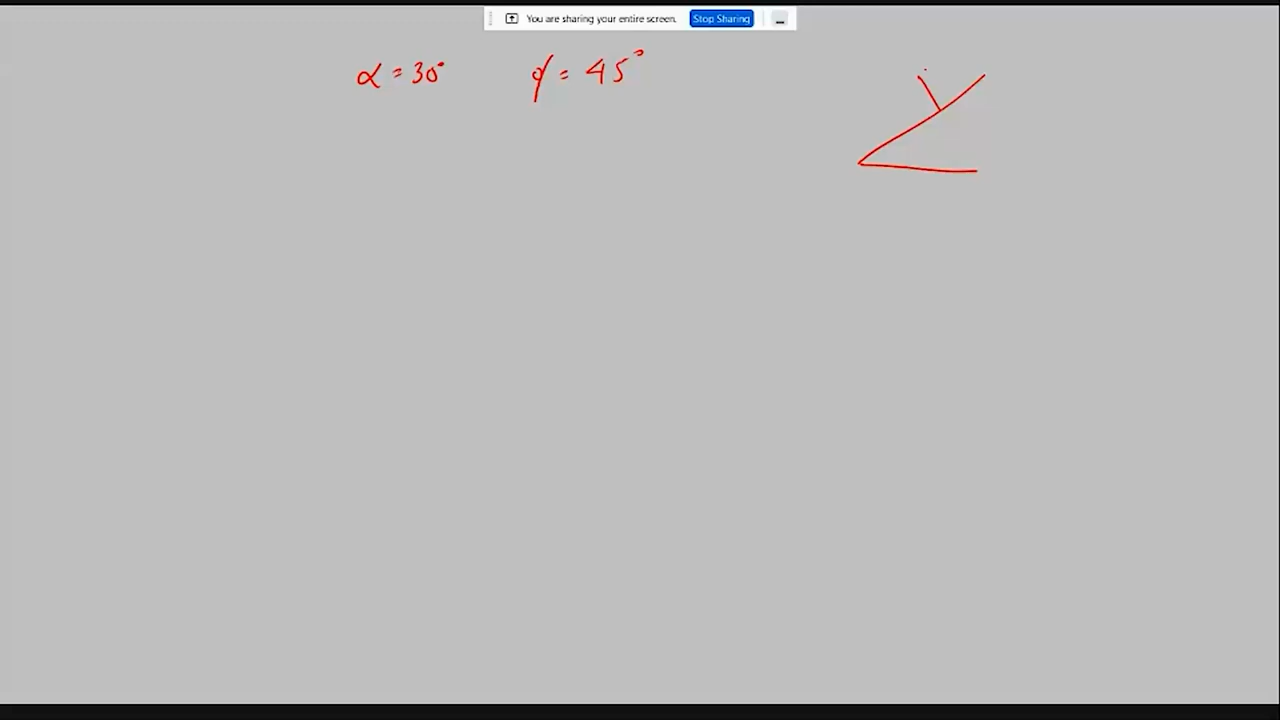 You are sharing your entire screen. Stop Sharing
α = 30° φ = 45°